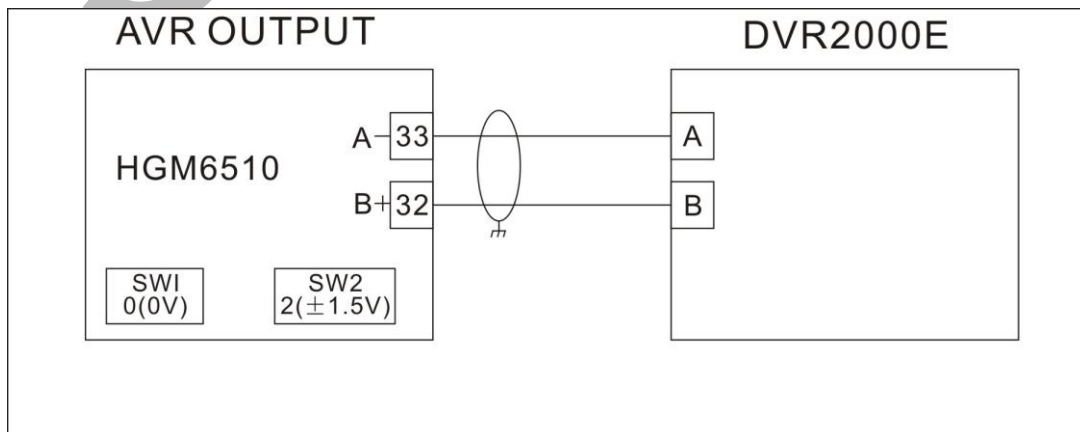 AVR OUTPUT
DVR2000E
HGM6510
A-
33
A
B+
32
B
SWI
0(0V)
SW2
2(±1.5V)